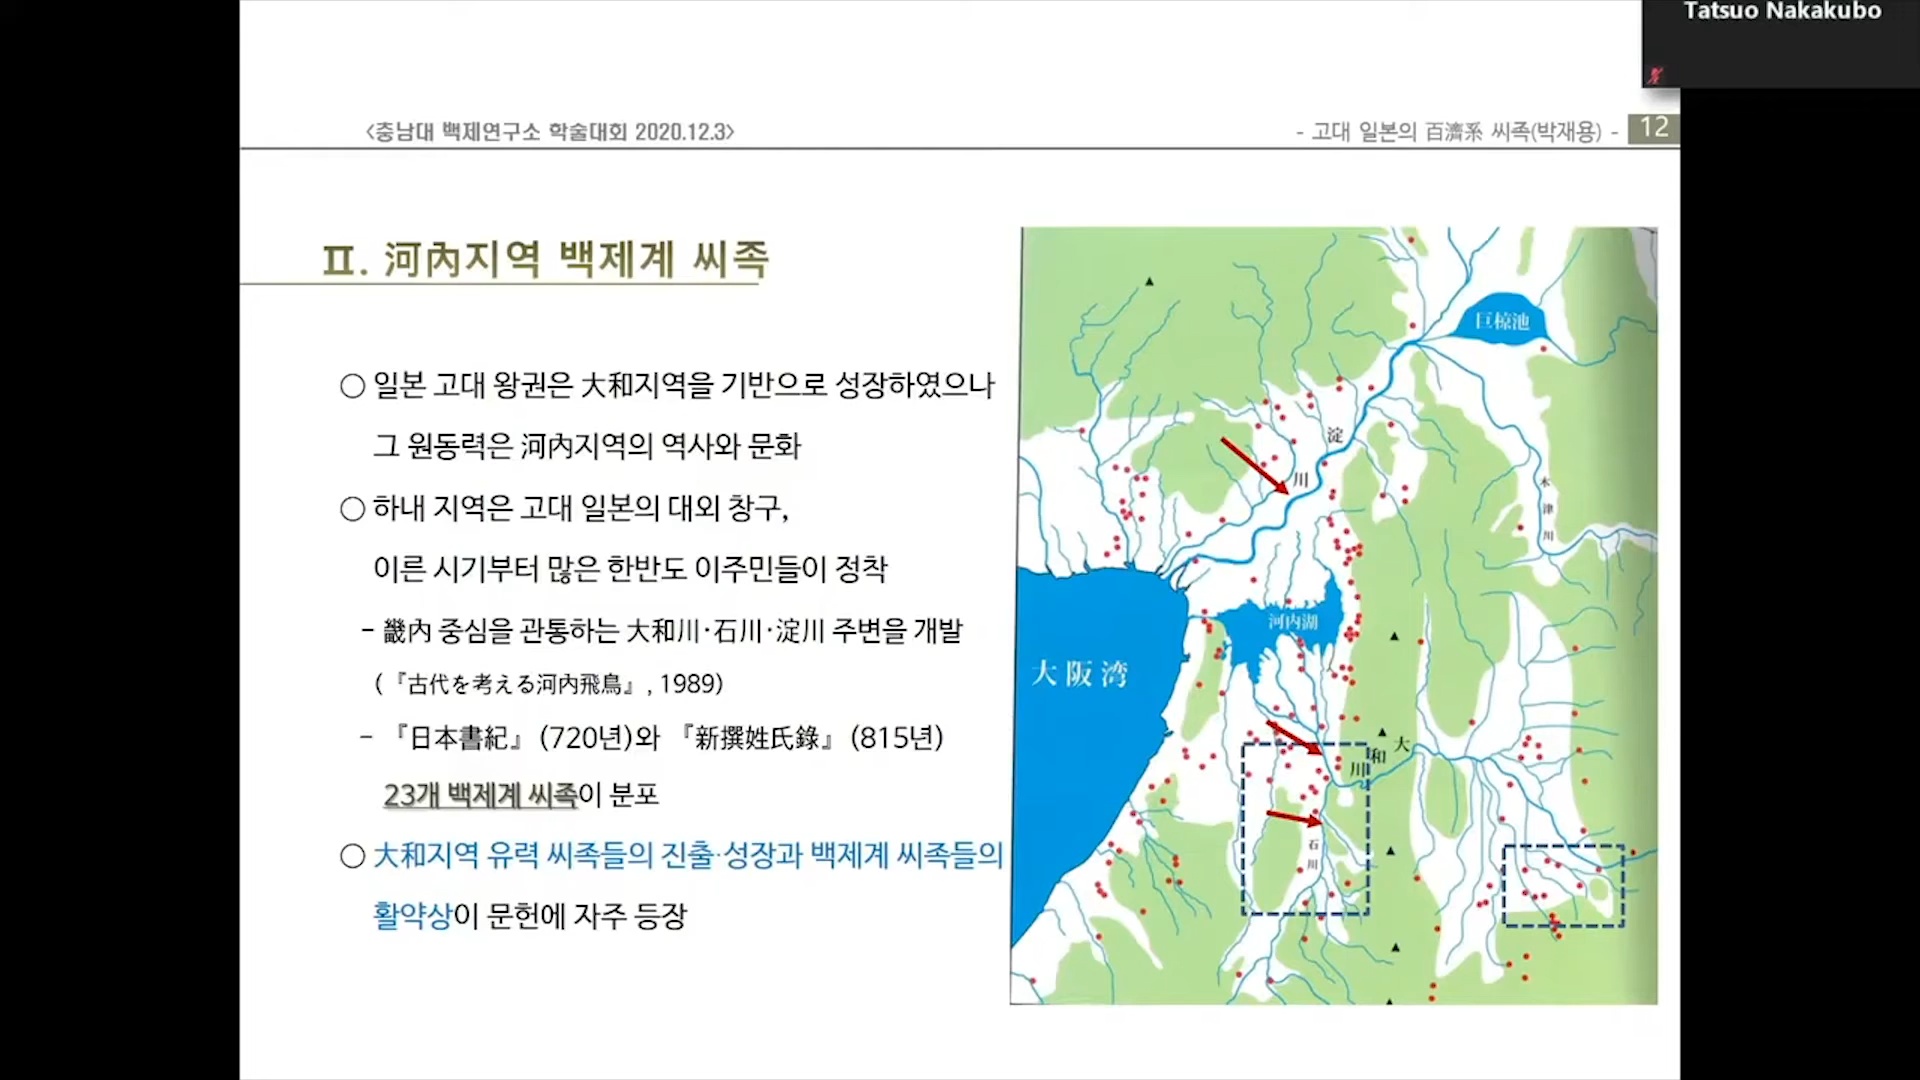 Tatsuo Nakakubo
<충남대 백제연구소 학술대회 2020.12.3>
- 고대 일본의 百濟系 씨족(박재용) -
12
Ⅱ. 河內지역 백제계 씨족
○ 일본 고대 왕권은 大和지역을 기반으로 성장하였으나
그 원동력은 河內지역의 역사와 문화
○ 하내 지역은 고대 일본의 대외 창구,
이른 시기부터 많은 한반도 이주민들이 정착
- 畿內 중심을 관통하는 大和川·石川·淀川 주변을 개발
(『古代を考える河內飛鳥』, 1989)
- 『日本書紀』(720년)와 『新撰姓氏錄』(815년)
23개 백제계 씨족이 분포
○ 大和지역 유력 씨족들의 진출·성장과 백제계 씨족들의
활약상이 문헌에 자주 등장
巨椋池
淀
川
木
津
川
河内湖
大阪湾
大
和
川
石
川